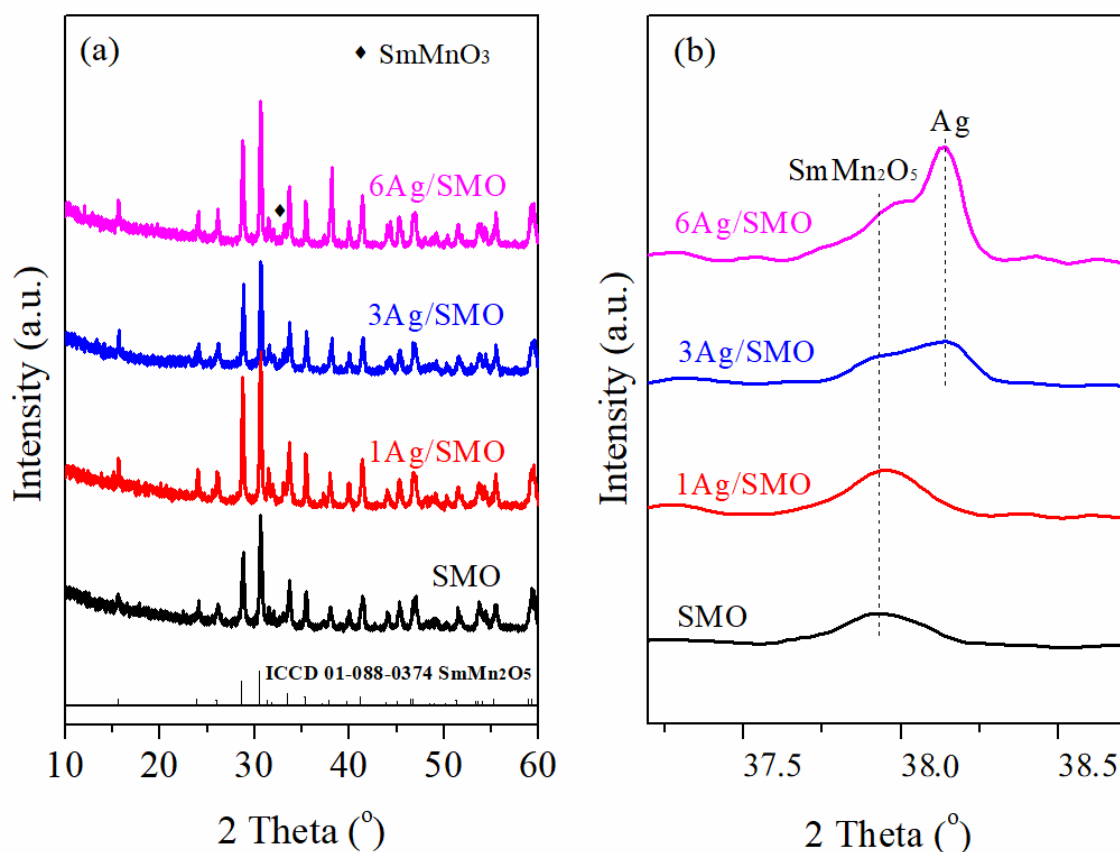 (a)
♦ SmMnO₃
6Ag/SMO
3Ag/SMO
1Ag/SMO
SMO
ICCD 01-088-0374 SmMn₂O₅
Intensity (a.u.)
10 20 30 40 50 60
2 Theta (°)
(b)
Ag
SmMn₂O₅
6Ag/SMO
3Ag/SMO
1Ag/SMO
SMO
Intensity (a.u.)
37.5 38.0 38.5
2 Theta (°)